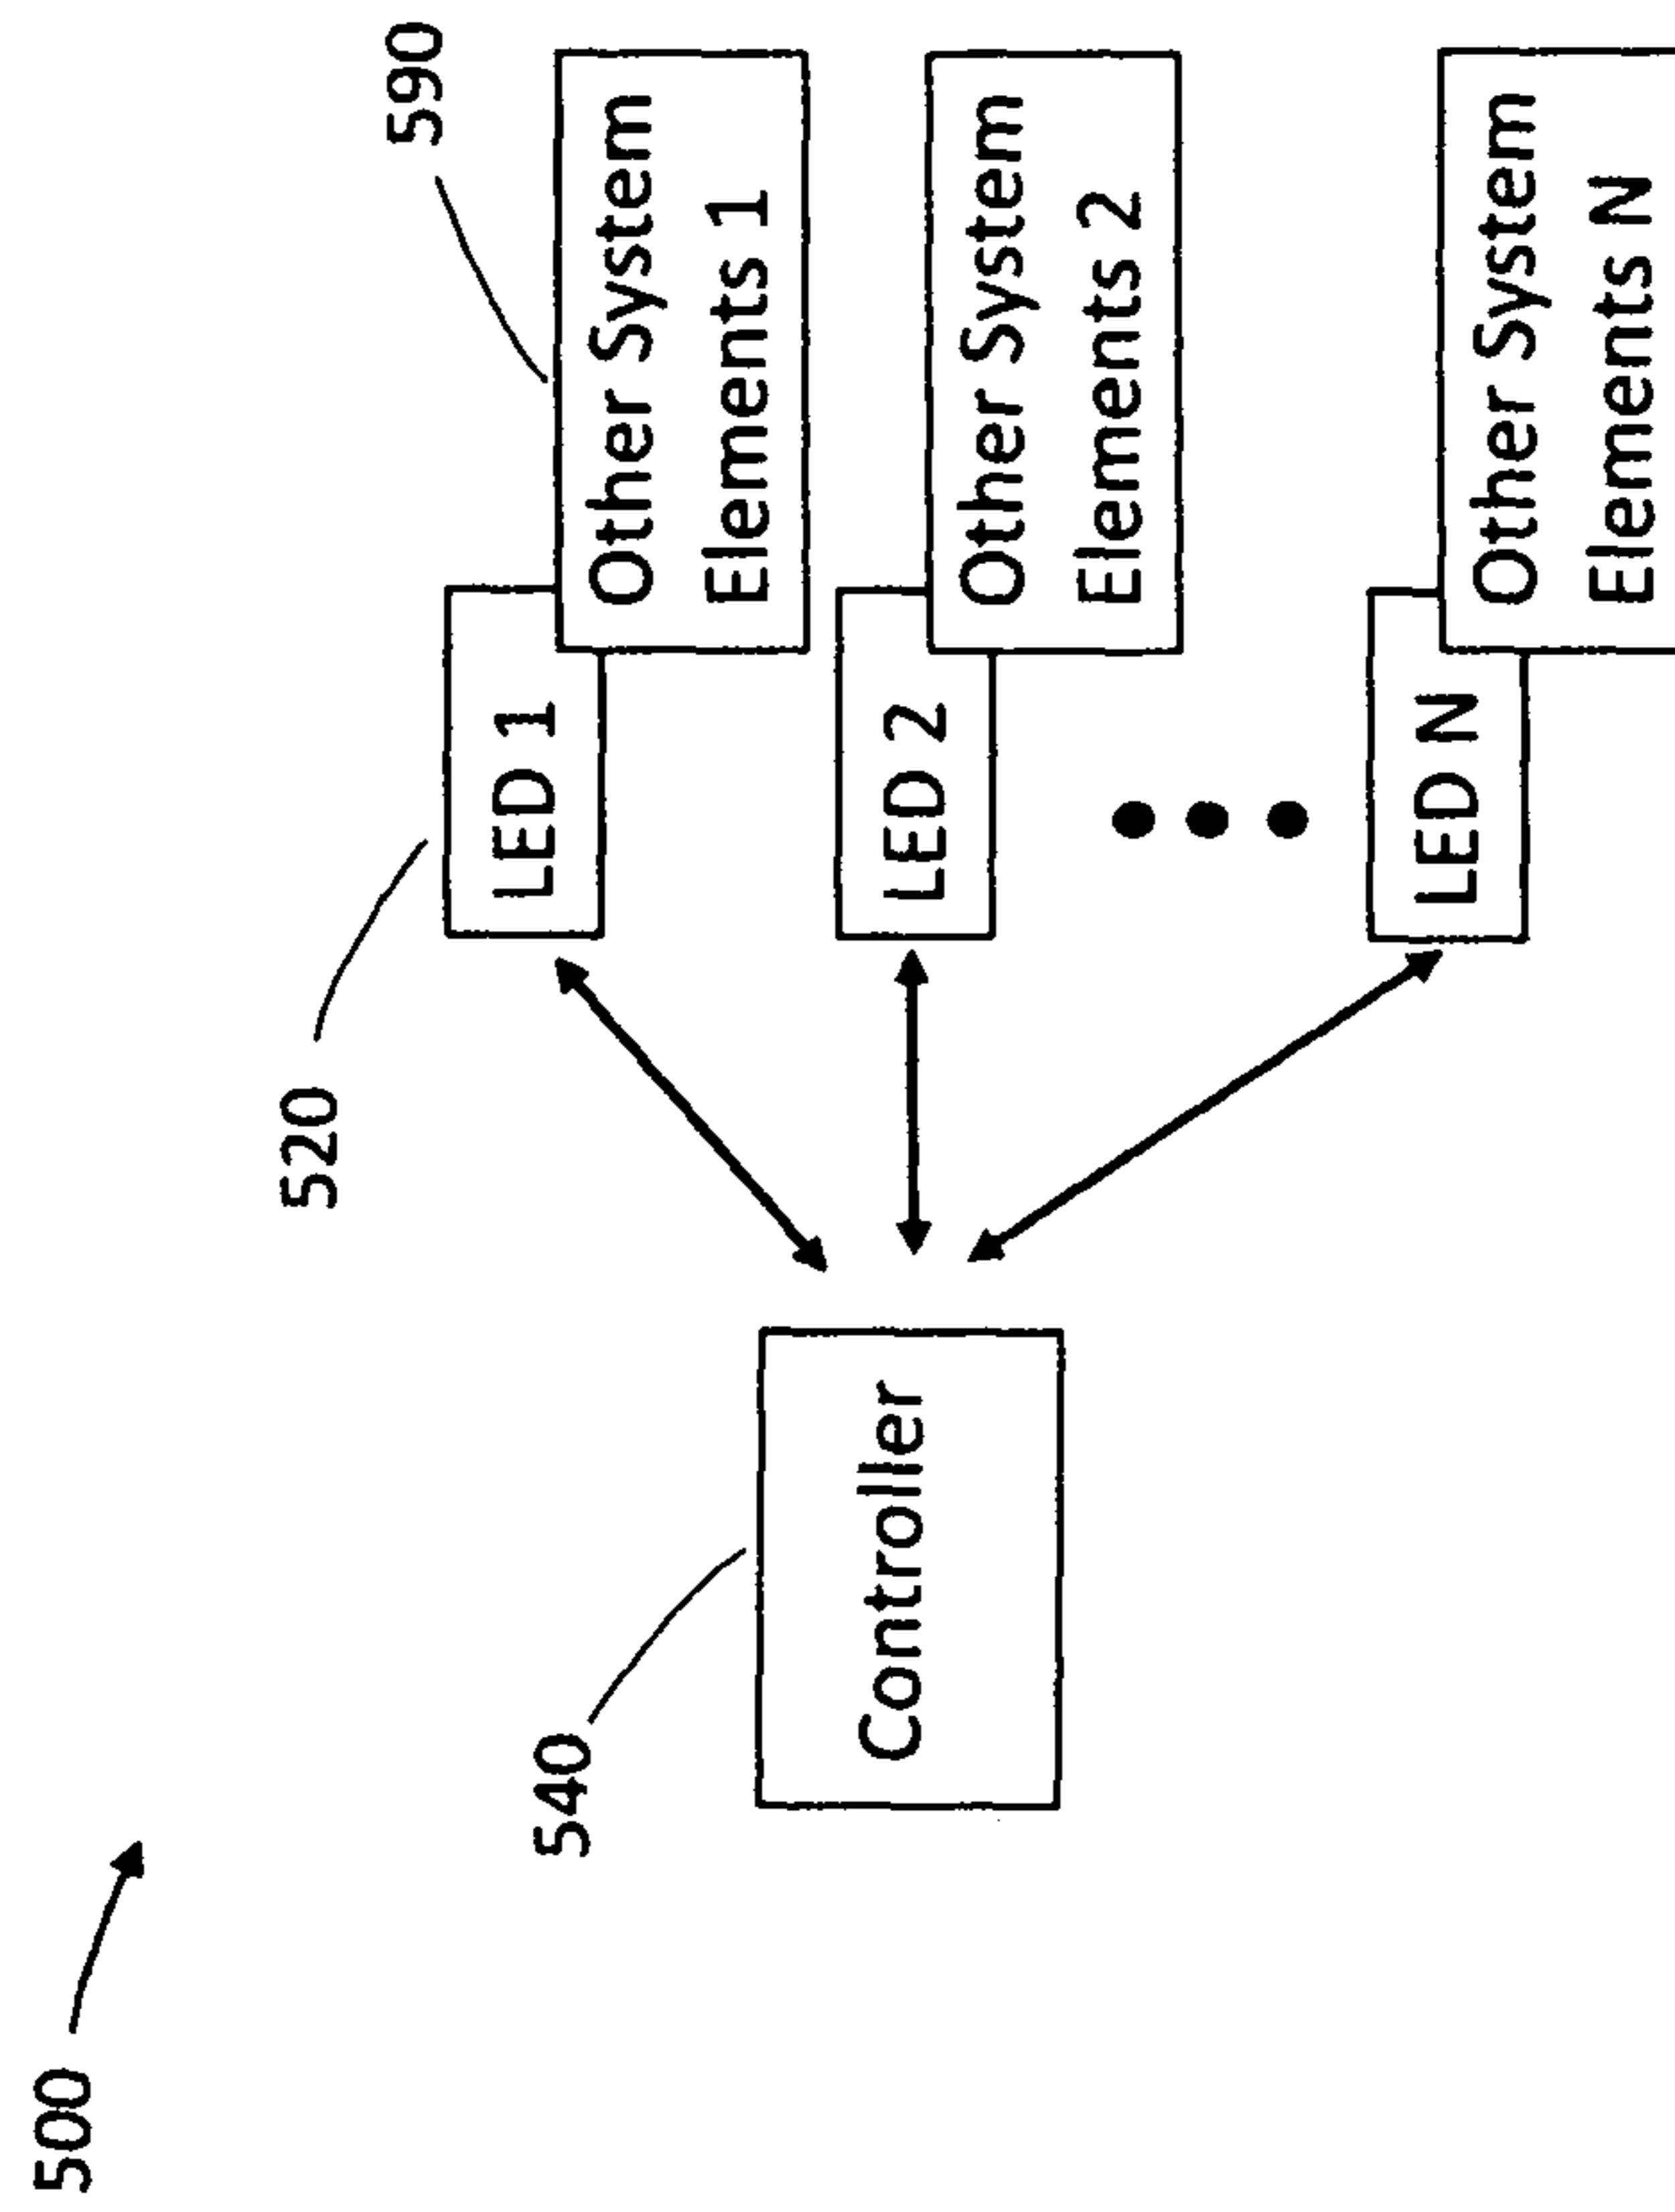 500
540
Controller
520
LED 1
590
Other System
Elements 1
LED 2
Other System
Elements 2
LED N
Other System
Elements N